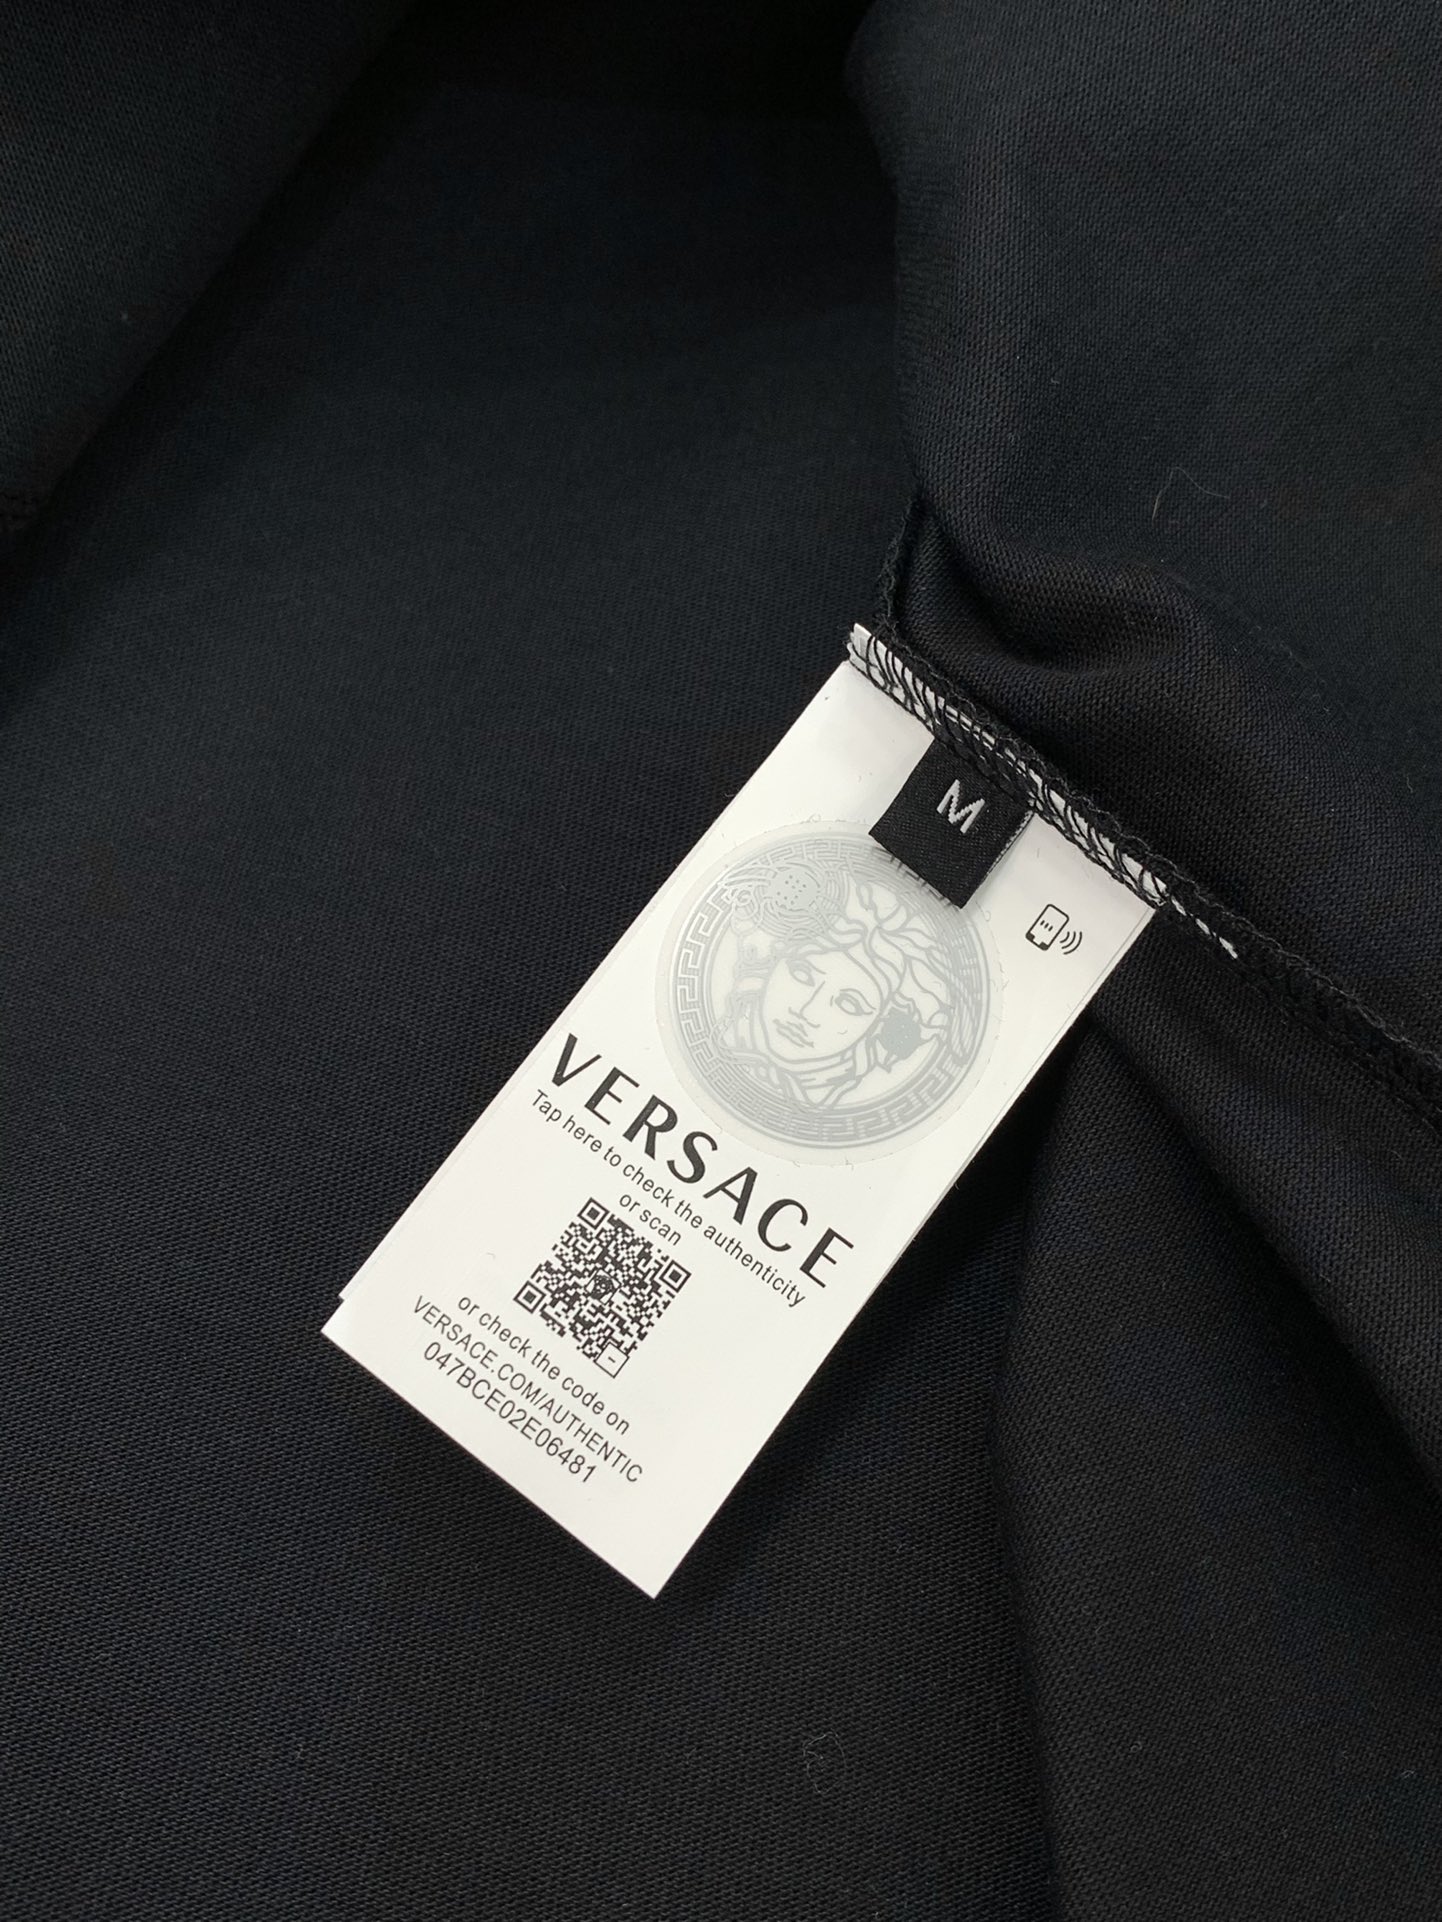 M
VERSACE
Tap here to check the authenticity
or scan
or check the code on
VERSACE.COM/AUTHENTIC
047BCE02E06481